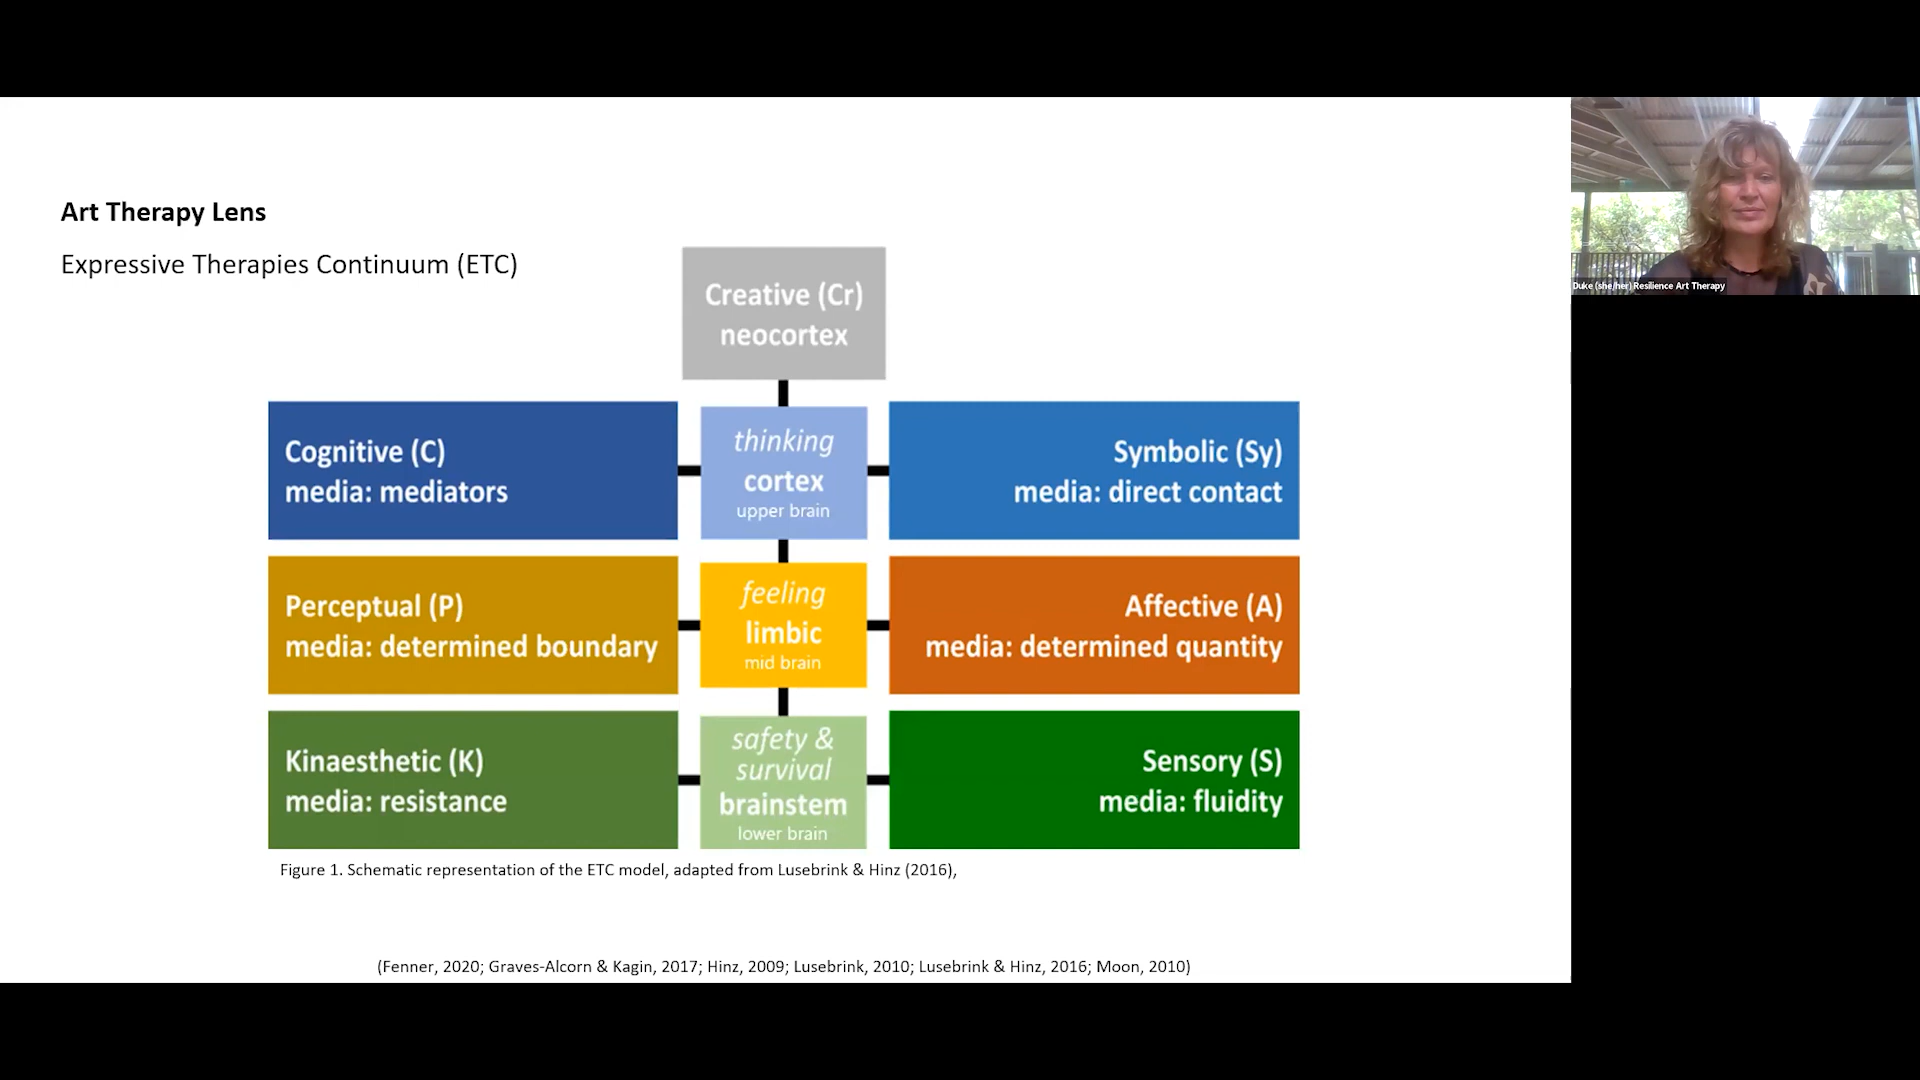 Art Therapy Lens
Expressive Therapies Continuum (ETC)
Creative (Cr)
neocortex
Cognitive (C)
media: mediators
thinking
cortex
upper brain
Symbolic (Sy)
media: direct contact
Perceptual (P)
media: determined boundary
feeling
limbic
mid brain
Affective (A)
media: determined quantity
Kinaesthetic (K)
media: resistance
safety &
survival
brainstem
lower brain
Sensory (S)
media: fluidity
Figure 1. Schematic representation of the ETC model, adapted from Lusebrink & Hinz (2016),
(Fenner, 2020; Graves-Alcorn & Kagin, 2017; Hinz, 2009; Lusebrink, 2010; Lusebrink & Hinz, 2016; Moon, 2010)
Duke (she/her) Resilience Art Therapy